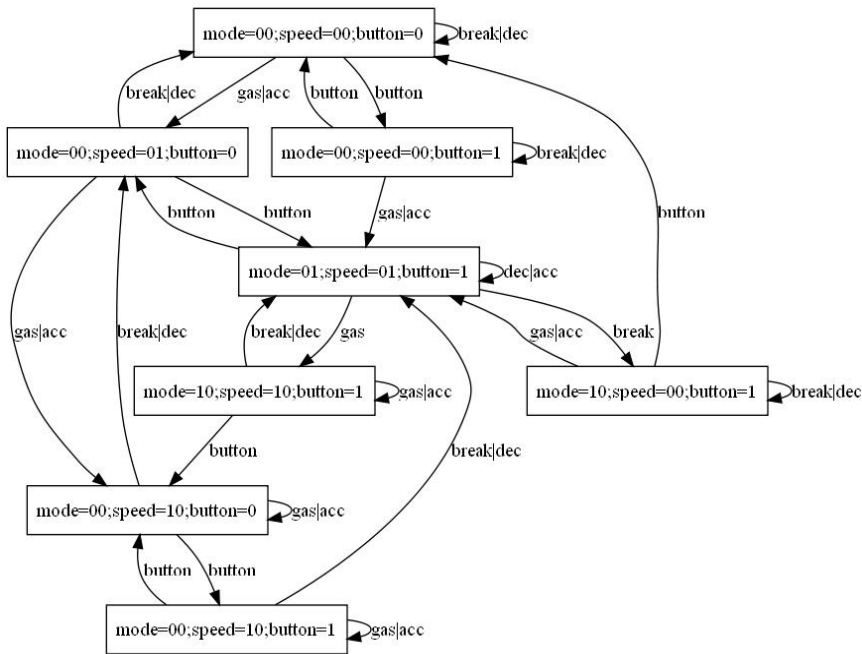 mode=00;speed=00;button=0
break|dec
break|dec
gas|acc
button
button
mode=00;speed=01;button=0
mode=00;speed=00;button=1
break|dec
button
button
gas|acc
button
mode=01;speed=01;button=1
dec|acc
gas|acc
break|dec
break|dec
gas
gas|acc
break
mode=10;speed=10;button=1
gas|acc
mode=10;speed=00;button=1
break|dec
button
break|dec
mode=00;speed=10;button=0
gas|acc
button
button
mode=00;speed=10;button=1
gas|acc